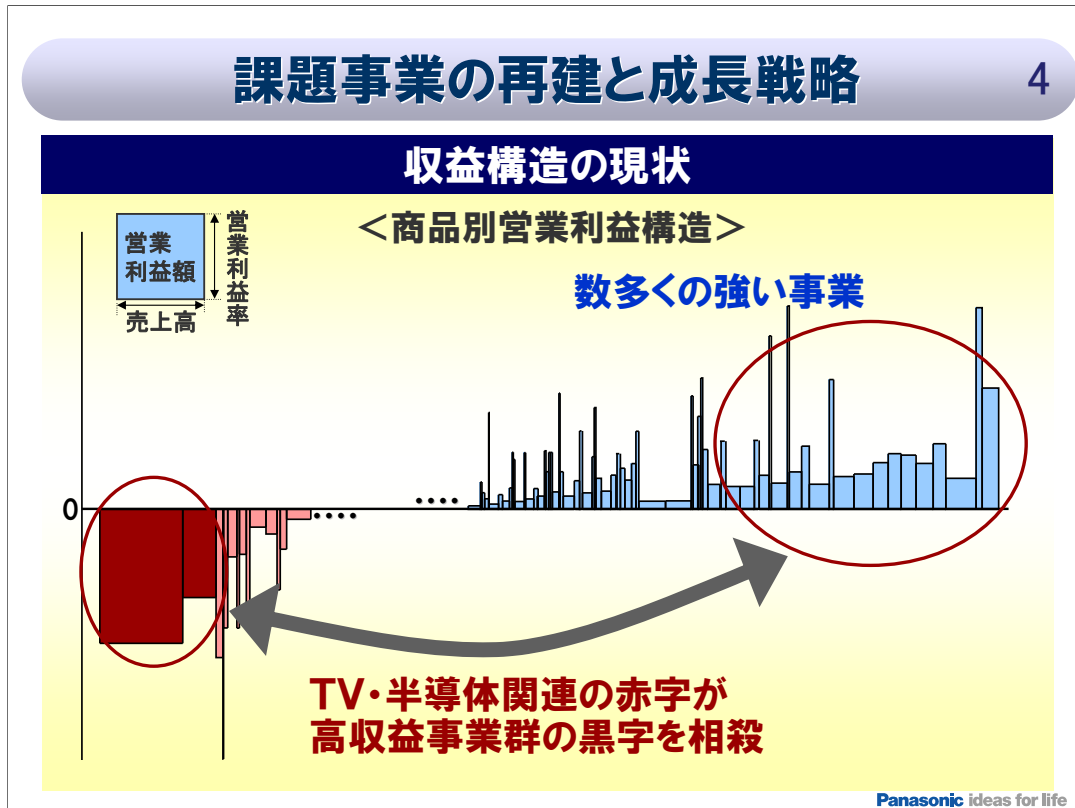 課題事業の再建と成長戦略
4
収益構造の現状
＜商品別営業利益構造＞
営業
利益額
営業利益率
売上高
数多くの強い事業
0
TV・半導体関連の赤字が
高収益事業群の黒字を相殺
Panasonic ideas for life